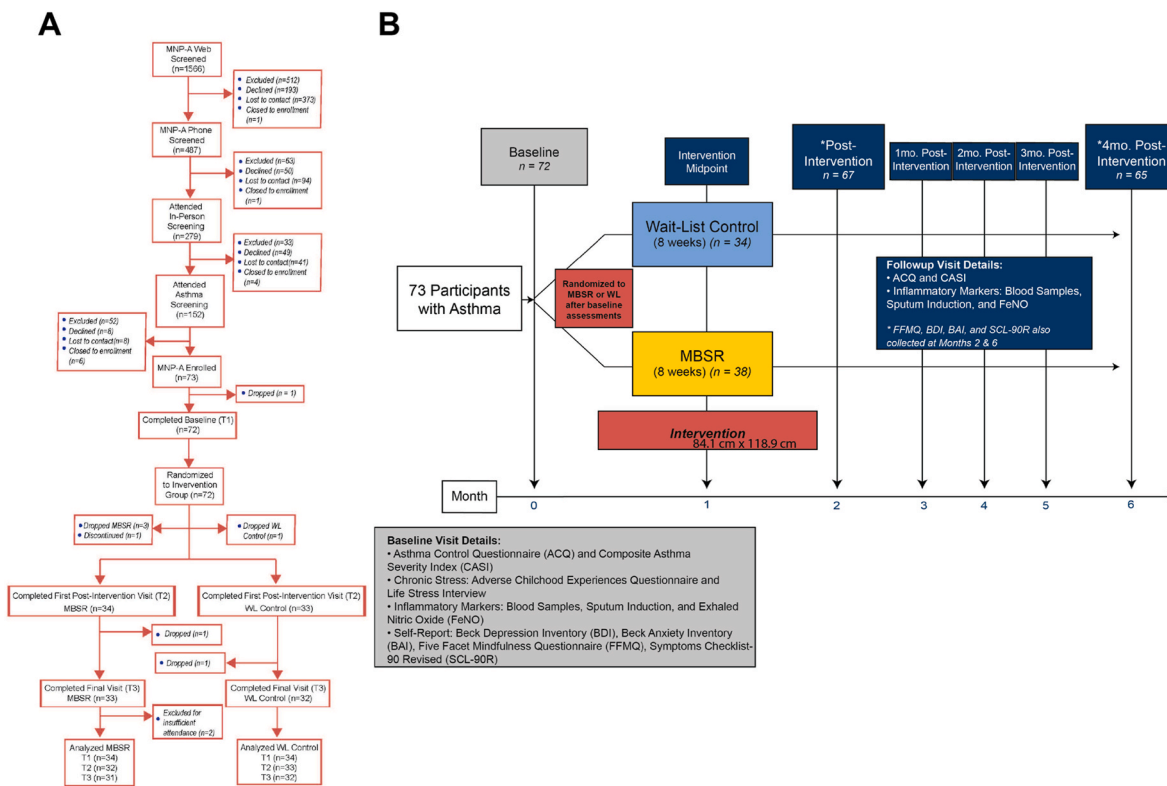 A
MNP-A Web
Screened
(n=1566)
• Excluded (n=512)
• Declined (n=193)
• Lost to contact (n=373)
• Closed to enrollment
(n=1)
MNP-A Phone
Screened
(n=487)
• Excluded (n=63)
• Declined (n=50)
• Lost to contact (n=94)
• Closed to enrollment
(n=1)
Attended
In-Person
Screening
(n=279)
• Excluded (n=33)
• Declined (n=49)
• Lost to contact(n=41)
• Closed to enrollment
(n=4)
Attended
Asthma
Screening
(n=152)
• Excluded (n=52)
• Lost to contact(n=8)
• Closed to enrollment
(n=6)
MNP-A Enrolled
(n=73)
• Dropped (n = 1)
Completed Baseline (T1)
(n=72)
Randomized
to Invervention
Group (n=72)
• Dropped MBSR (n=3)
• Discontinued (n=1)
• Dropped WL
Control (n=1)
Completed First Post-Intervention Visit (T2)
MBSR (n=34)
Completed First Post-Intervention Visit (T2)
WL Control (n=33)
• Dropped (n=1)
• Dropped (n=1)
Completed Final Visit (T3)
MBSR (n=33)
Completed Final Visit (T3)
WL Control (n=32)
• Excluded for
insufficient
attendance (n=2)
Analyzed MBSR
T1 (n=34)
T2 (n=32)
T3 (n=31)
Analyzed WL Control
T1 (n=34)
T2 (n=33)
T3 (n=32)
B
Baseline
n = 72
Intervention
Midpoint
*Post-
Intervention
n = 67
1mo. Post-
Intervention
2mo. Post-
Intervention
3mo. Post-
Intervention
*4mo. Post-
Intervention
n = 65
Wait-List Control
(8 weeks) (n = 34)
73 Participants
with Asthma
Randomized to
MBSR or WL
after baseline
assessments
Followup Visit Details:
• ACQ and CASI
• Inflammatory Markers: Blood Samples,
Sputum Induction, and FeNO
* FFMQ, BDI, BAI, and SCL-90R also
collected at Months 2 & 6
MBSR
(8 weeks) (n = 38)
Intervention
84.1 cm x 118.9 cm
Month
0 1 2 3 4 5 6
Baseline Visit Details:
• Asthma Control Questionnaire (ACQ) and Composite Asthma
Severity Index (CASI)
• Chronic Stress: Adverse Chilchood Experiences Questionnaire and
Life Stress Interview
• Inflammatory Markers: Blood Samples, Sputum Induction, and Exhaled
Nitric Oxide (FeNO)
• Self-Report: Beck Depression Inventory (BDI), Beck Anxiety Inventory
(BAI), Five Facet Mindfulness Questionnaire (FFMQ), Symptoms Checklist-
90 Revised (SCL-90R)